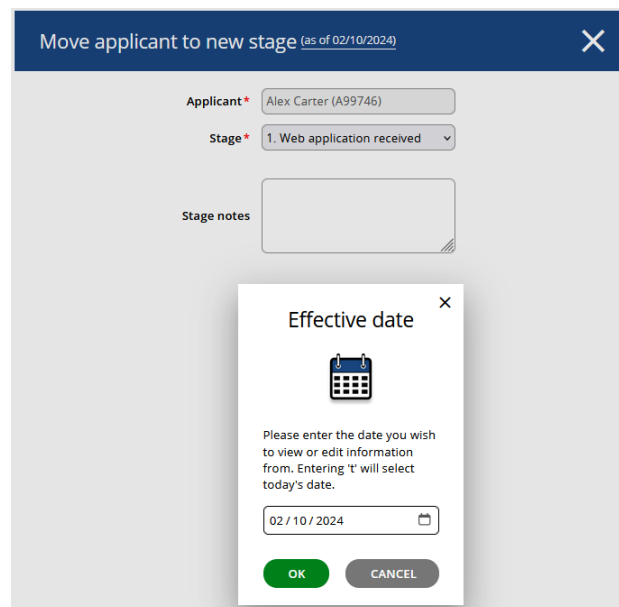 Move applicant to new stage (as of 02/10/2024)
Applicant*
Alex Carter (A99746)
Stage*
1. Web application received
Stage notes
Effective date
Please enter the date you wish
to view or edit information
from. Entering 't' will select
today's date.
02 / 10 / 2024
OK
CANCEL